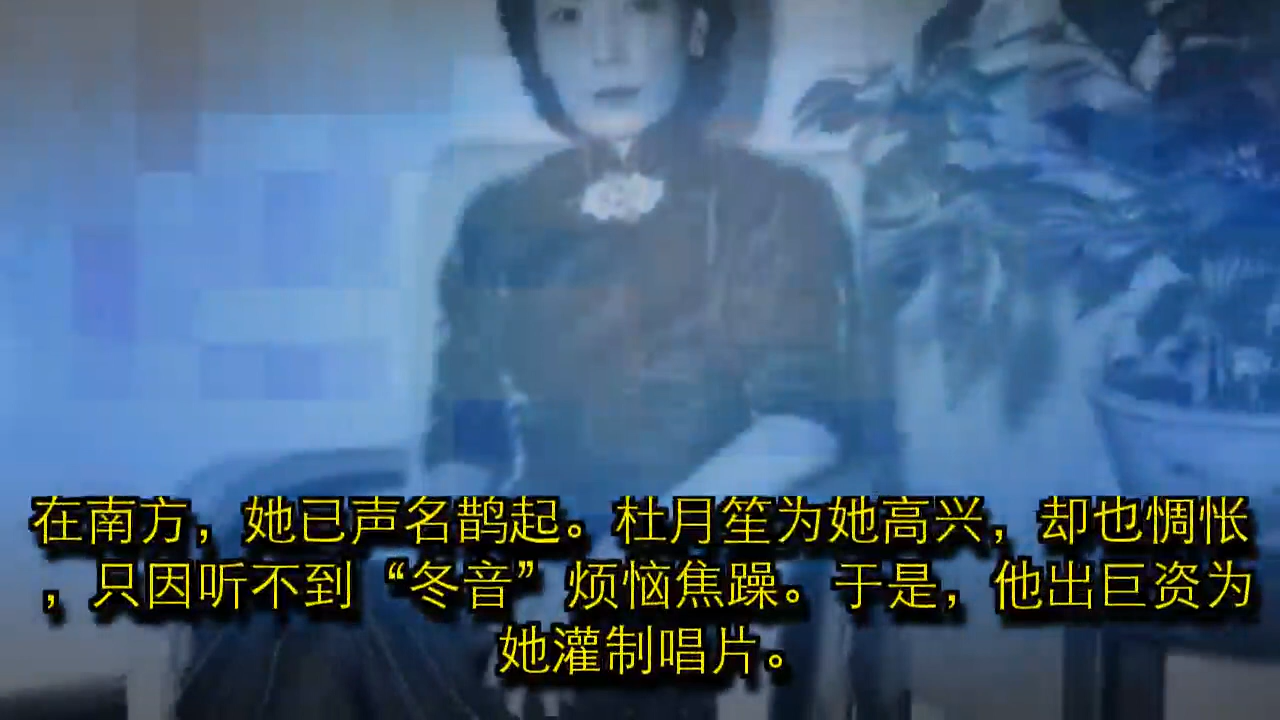 在南方，她已声名鹊起。杜月笙为她高兴，却也惆怅
，只因听不到“冬音”烦恼焦躁。于是，他出巨资为
她灌制唱片。